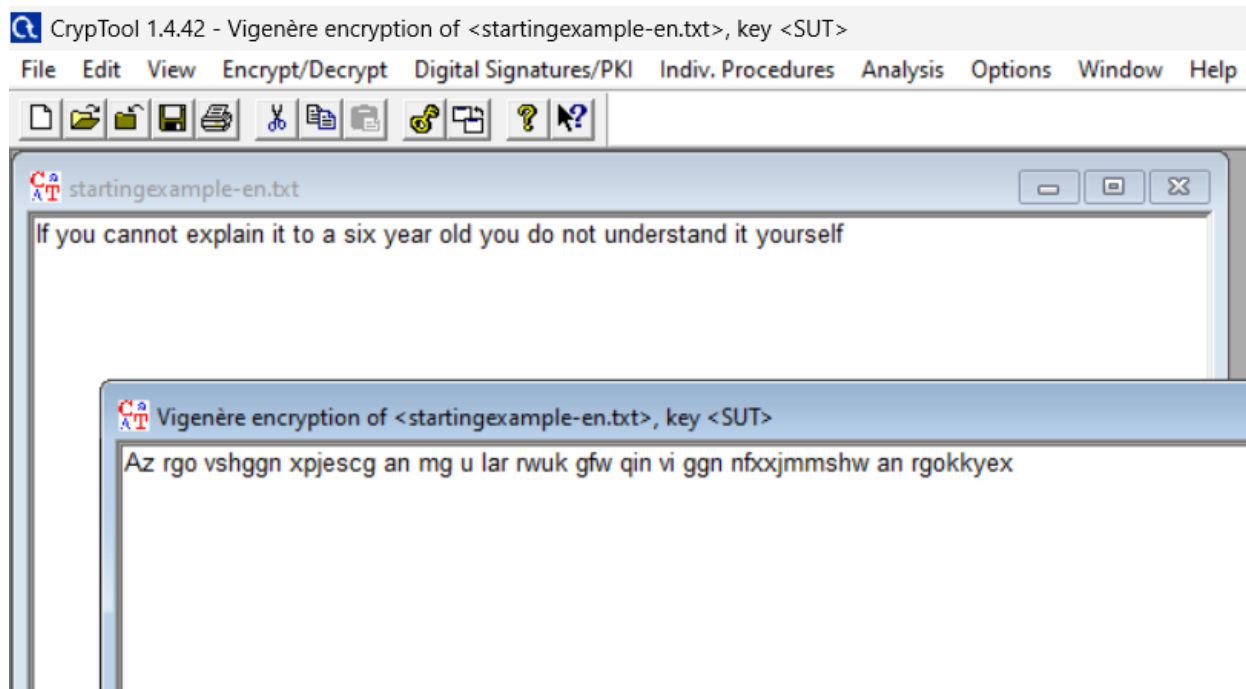 CrypTool 1.4.42 - Vigenère encryption of <startingexample-en.txt>, key <SUT>
File Edit View Encrypt/Decrypt Digital Signatures/PKI Indiv. Procedures Analysis Options Window Help
startingexample-en.txt
If you cannot explain it to a six year old you do not understand it yourself
Vigenère encryption of <startingexample-en.txt>, key <SUT>
Az rgo vshggn xpjescg an mg u lar rwuk gfw qin vi ggn nfxxjmmshw an rgokkyex